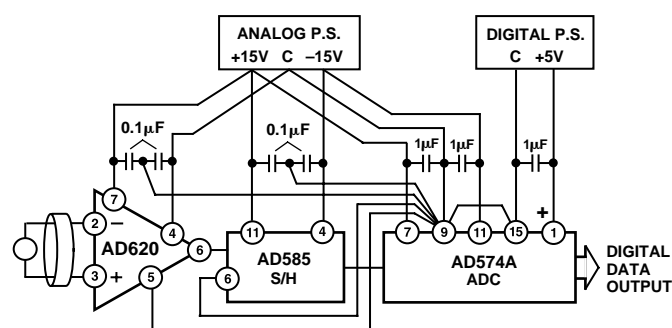 ANALOG P.S.
+15V C –15V
DIGITAL P.S.
C +5V
0.1µF
0.1µF
1µF
1µF
1µF
+
7
2
–
AD620
4
6
3
+
5
11
4
6
AD585
S/H
7
9
11
15
1
AD574A
ADC
DIGITAL
DATA
OUTPUT